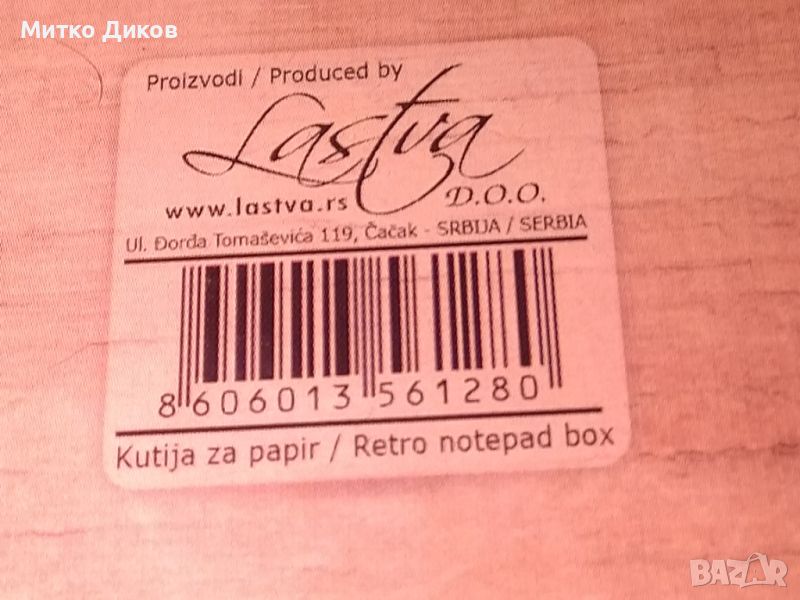 Митко Диков
Proizvodi / Produced by
Lastva
www.lastva.rs D.O.O.
Ul. Đorđa Tomaševića 119, Čačak - SRBIJA / SERBIA
8 606013 561280
Kutija za papir / Retro notepad box
BAZAR